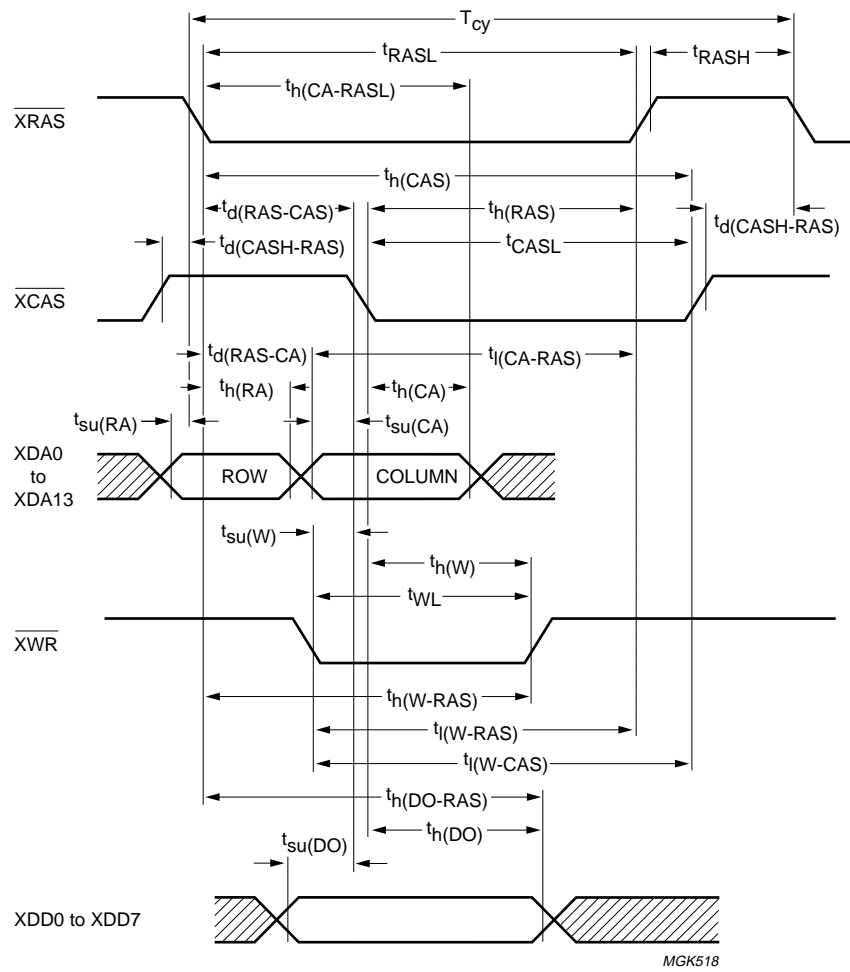 Tcy
tRASL
tRASH
th(CA-RASL)
XRAS
th(CAS)
td(RAS-CAS)
th(RAS)
td(CASH-RAS)
td(CASH-RAS)
tCASL
XCAS
td(RAS-CA)
tl(CA-RAS)
th(RA)
th(CA)
tsu(RA)
tsu(CA)
XDA0
to
XDA13
ROW
COLUMN
tsu(W)
th(W)
tWL
XWR
th(W-RAS)
tl(W-RAS)
tl(W-CAS)
th(DO-RAS)
th(DO)
tsu(DO)
XDD0 to XDD7
MGK518